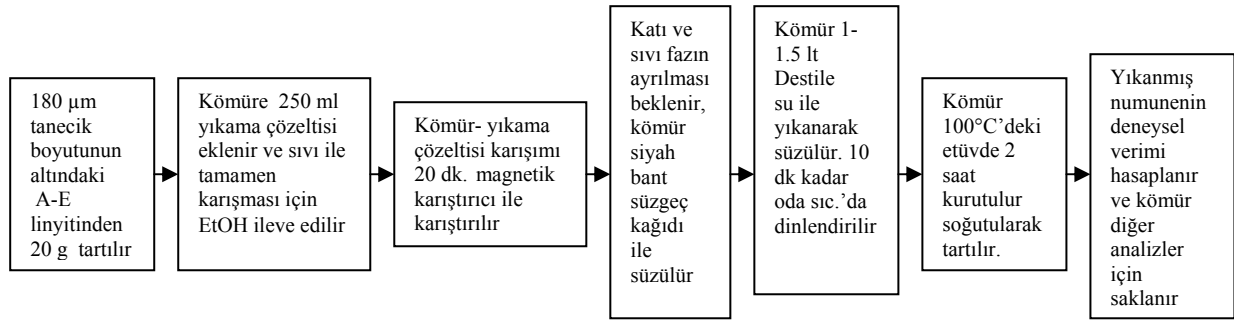 180 µm
tanecik
boyutunun
altındaki
A-E
linyitinden
20 g tartılır
Kömüre 250 ml
yıkama çözeltisi
eklenir ve sıvı ile
tamamen
karışması için
EtOH ileve edilir
Kömür- yıkama
çözeltisi karışımı
20 dk. magnetik
karıştırıcı ile
karıştırılır
Katı ve
sıvı fazın
ayrılması
beklenir,
kömür
siyah
bant
süzgeç
kağıdı
ile
süzülür
Kömür 1-
1.5 lt
Destile
su ile
yıkanarak
süzülür. 10
dk kadar
oda sıc.’da
dinlendirilir
Kömür
100°C’deki
etüvde 2
saat
kurutulur
soğutularak
tartılır.
Yıkanmış
numunenin
deneysel
verimi
hasaplanır
ve kömür
diğer
analizler
için
saklanır